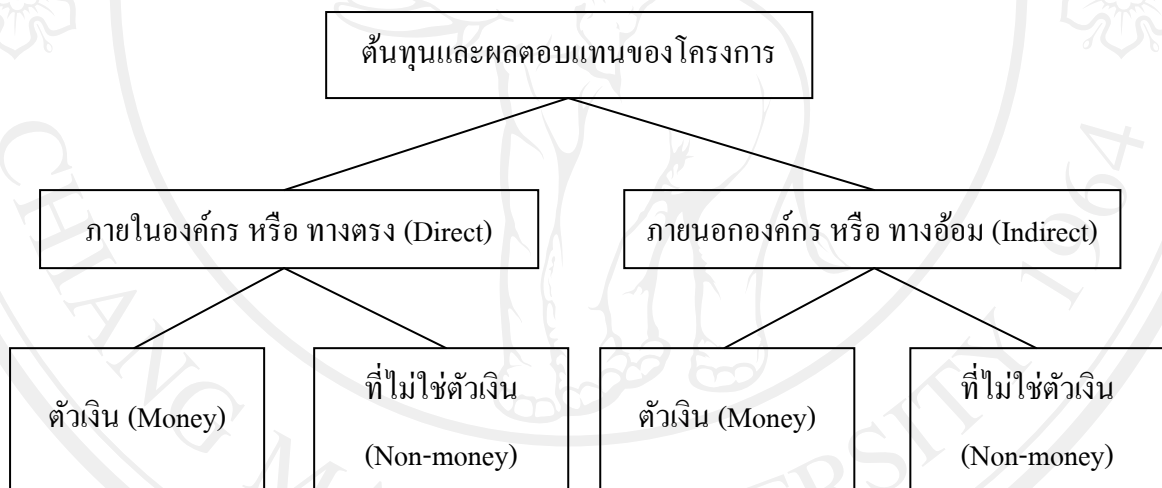 ต้นทุนและผลตอบแทนของโครงการ
ภายในองค์กร หรือ ทางตรง (Direct)
ภายนอกองค์กร หรือ ทางอ้อม (Indirect)
ตัวเงิน (Money)
ที่ไม่ใช่ตัวเงิน
(Non-money)
ตัวเงิน (Money)
ที่ไม่ใช่ตัวเงิน
(Non-money)
CHIANG MAI UNIVERSITY 1964